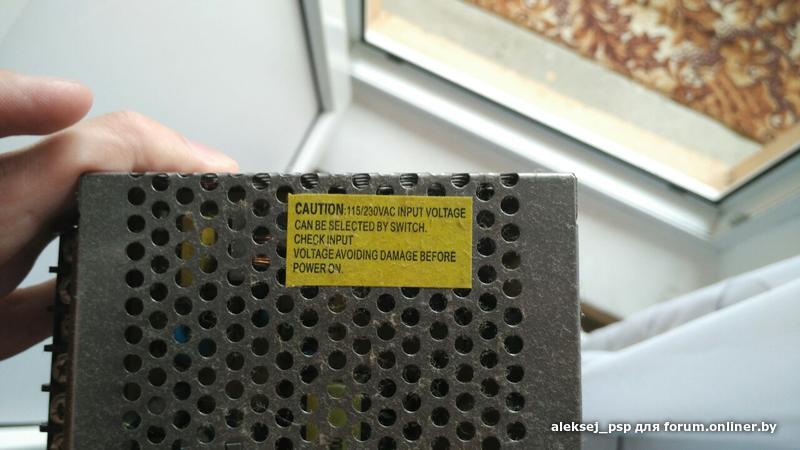 CAUTION:115/230VAC INPUT VOLTAGE
CAN BE SELECTED BY SWITCH.
CHECK INPUT
VOLTAGE AVOIDING DAMAGE BEFORE
POWER ON.
aleksej_psp для forum.onliner.by